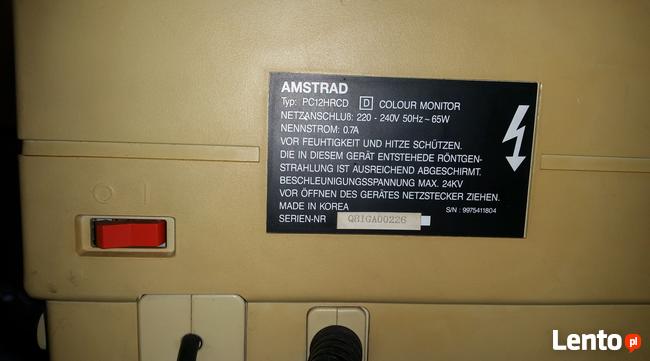 AMSTRAD
Typ: PC12HRCD D COLOUR MONITOR
NETZANSCHLUß: 220 - 240V 50Hz ~ 65W
NENNSTROM: 0.7A
VOR FEUHTIGKEIT UND HITZE SCHÜTZEN.
DIE IN DIESEM GERÄT ENTSTEHEDE RÖNTGEN-
STRAHLUNG IST AUSREICHEND ABGESCHIRMT.
BESCHLEUNIGUNGSSPANNUNG MAX. 24KV
VOR ÖFFNEN DES GERÄTES NETZSTECKER ZIEHEN.
MADE IN KOREA
S/N : 9975411804
SERIEN-NR Q8IGA00226
O I
Lento pl